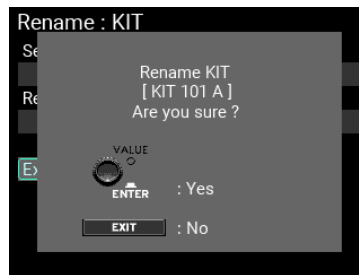 Rename : KIT
Se
Rename KIT
[ KIT 101 A ]
Are you sure ?
Re
VALUE
Ex
ENTER : Yes
EXIT : No